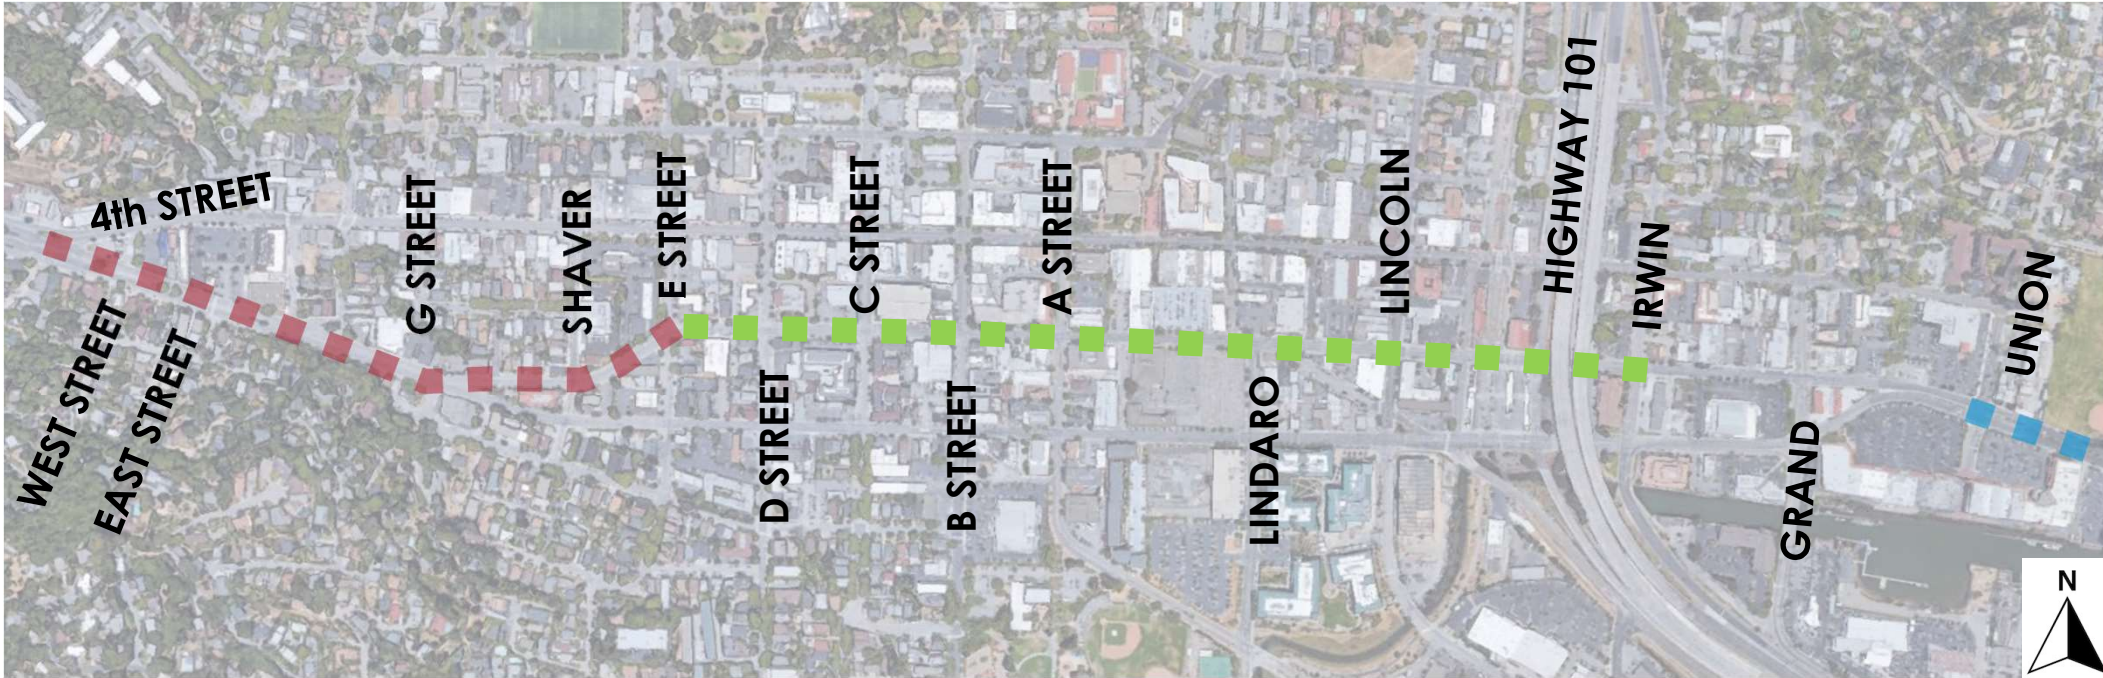 4th STREET
WEST STREET
EAST STREET
G STREET
SHAVER
E STREET
D STREET
C STREET
B STREET
A STREET
LINDARO
LINCOLN
HIGHWAY 101
IRWIN
GRAND
UNION
N